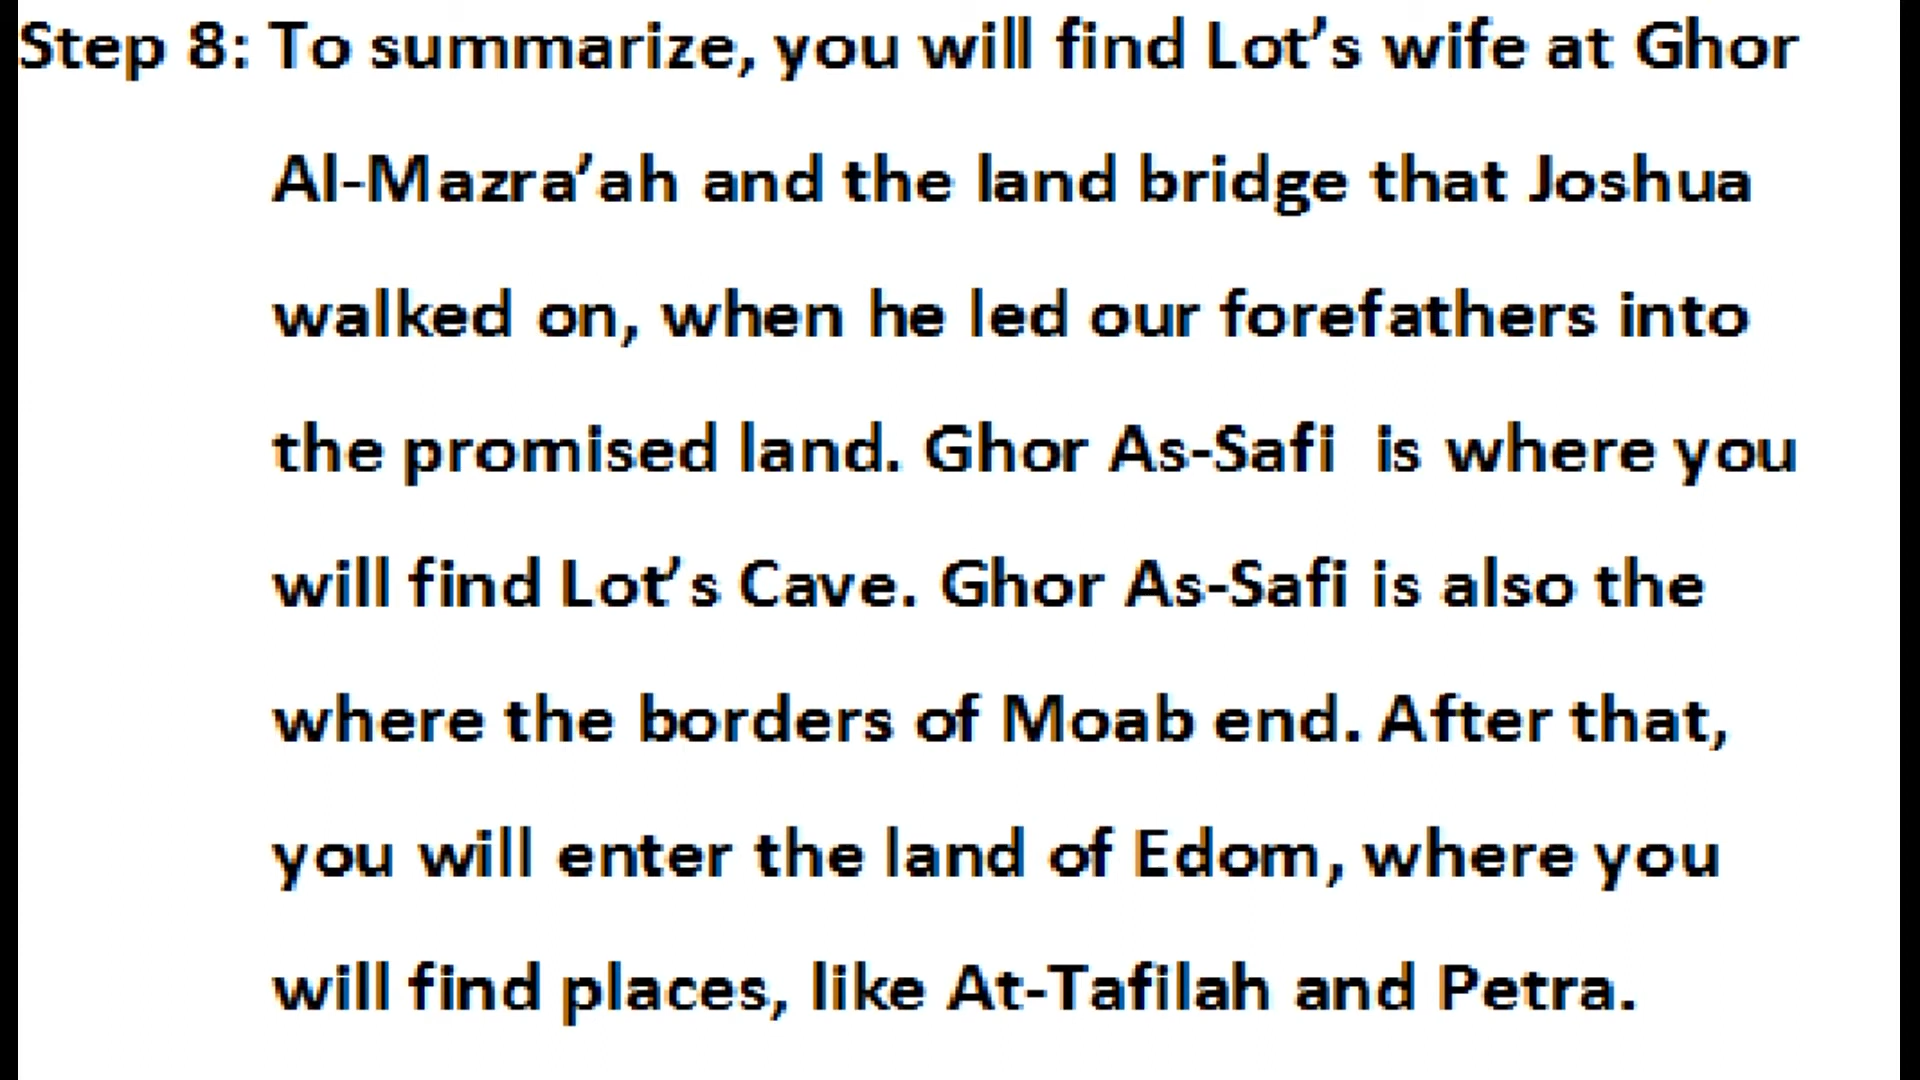 Step 8: To summarize, you will find Lot’s wife at Ghor
Al-Mazra’ah and the land bridge that Joshua
walked on, when he led our forefathers into
the promised land. Ghor As-Safi  is where you
will find Lot’s Cave. Ghor As-Safi is also the
where the borders of Moab end. After that,
you will enter the land of Edom, where you
will find places, like At-Tafilah and Petra.